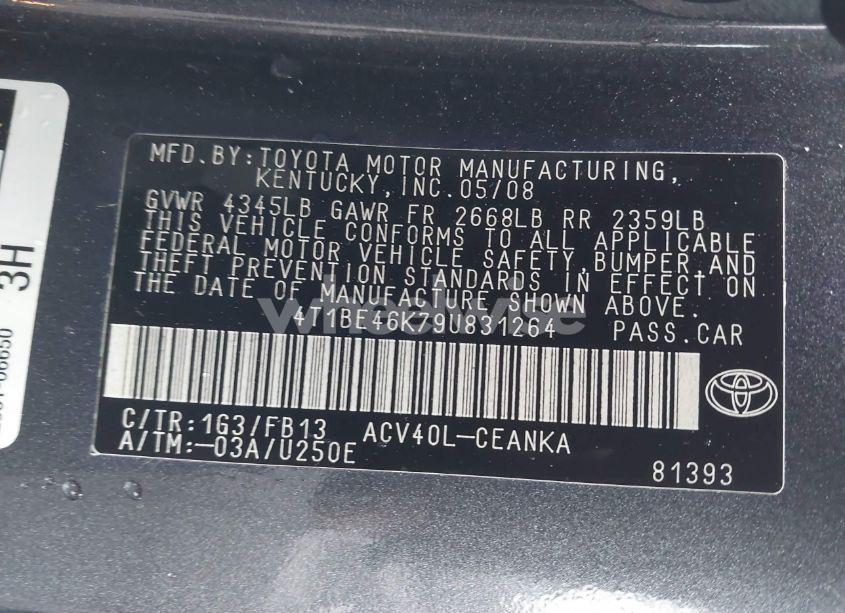 MFD.BY:TOYOTA MOTOR MANUFACTURING,
KENTUCKY,INC.05/08
GVWR 4345LB GAWR FR 2668LB RR 2359LB
THIS VEHICLE CONFORMS TO ALL APPLICABLE
FEDERAL MOTOR VEHICLE SAFETY,BUMPER,AND
THEFT PREVENTION STANDARDS IN EFFECT ON
THE DATE OF MANUFACTURE SHOWN ABOVE.
4T1BE46K79U831264 PASS.CAR
C/TR:1G3/FB13 ACV40L-CEANKA
A/TM:-03A/U250E
81393
3H